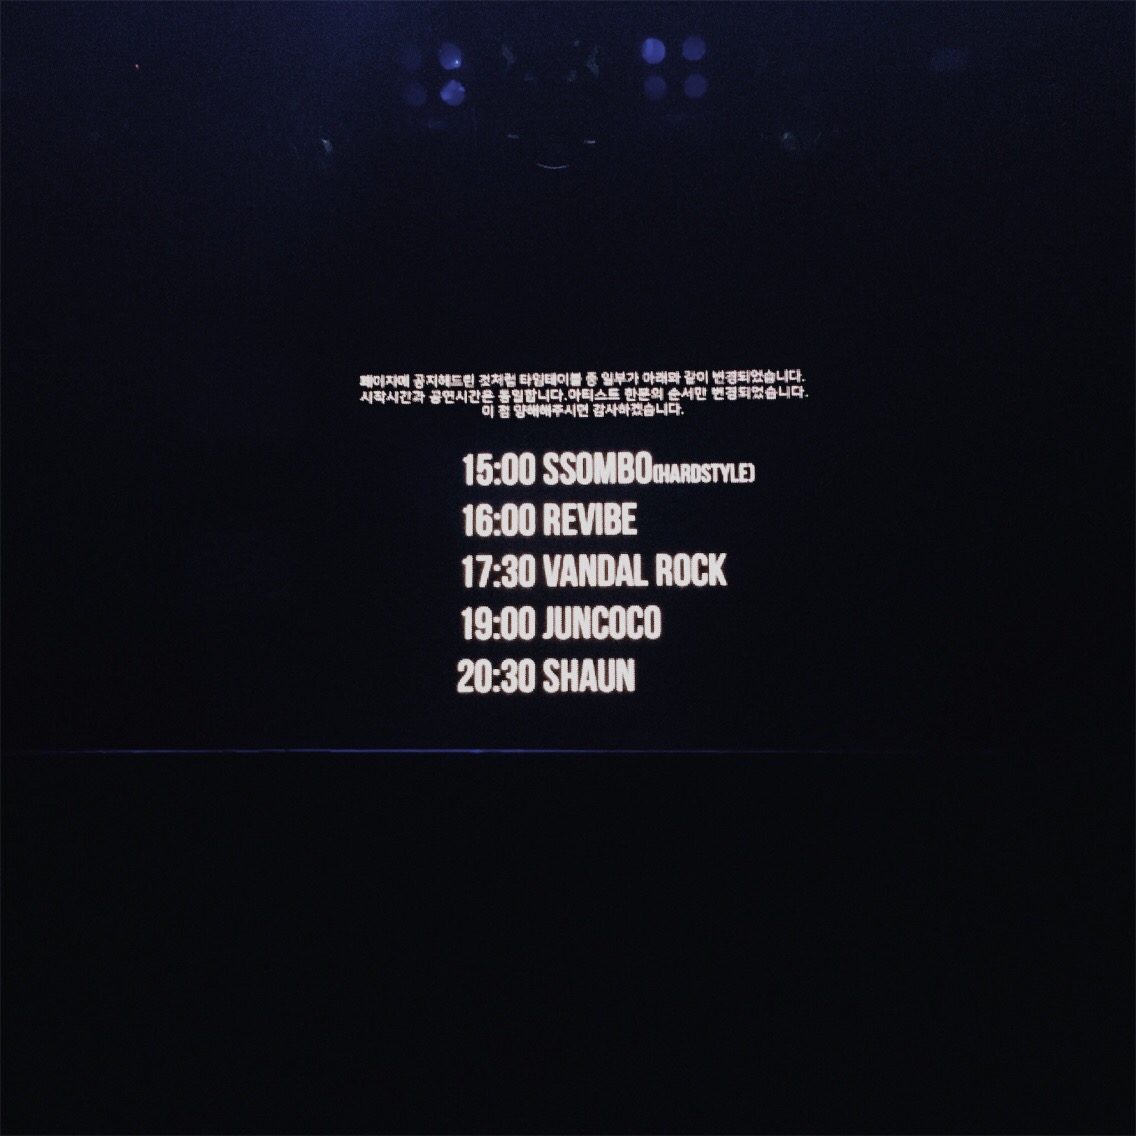 페이지에 공지해드린 것처럼 타임테이블 중 일부가 아래와 같이 변경되었습니다.
시작시간과 공연시간은 동일합니다.아티스트 한분의 순서만 변경되었습니다.
이 점 양해해주시면 감사하겠습니다.
15:00 SSOMBO(HARDSTYLE)
16:00 REVIBE
17:30 VANDAL ROCK
19:00 JUNCOCO
20:30 SHAUN